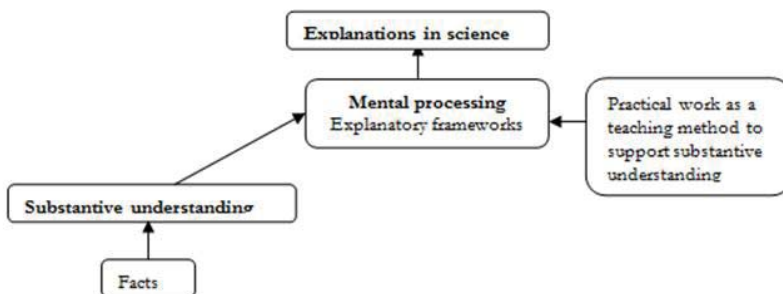 Explanations in science
Mental processing
Explanatory frameworks
Practical work as a
teaching method to
support substantive
understanding
Substantive understanding
Facts